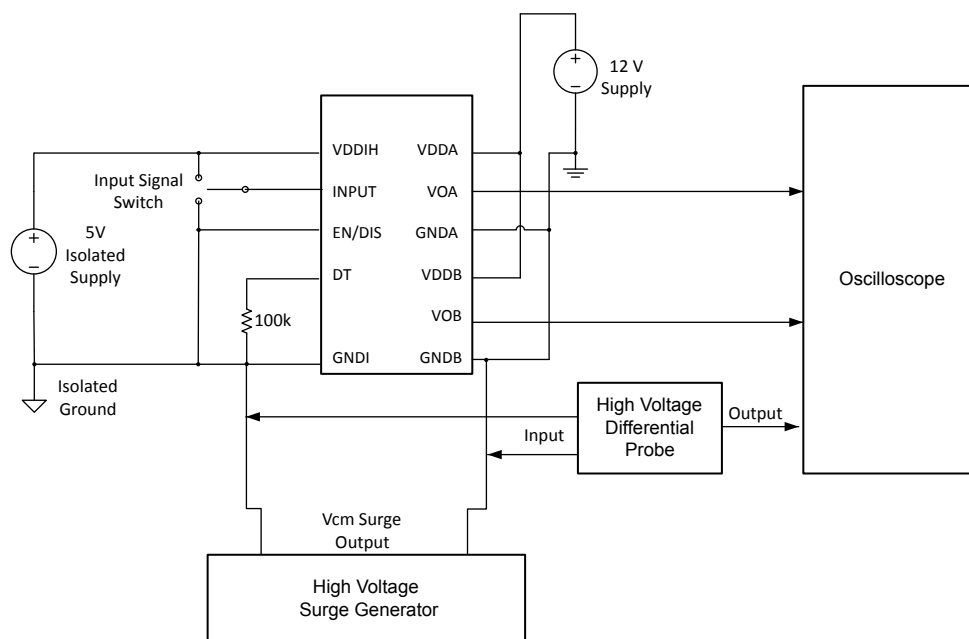 12 V
Supply
VDDIH
VDDA
Input Signal
Switch
INPUT
VOA
5V
Isolated
Supply
EN/DIS
GNDA
DT
VDDB
Oscilloscope
100k
VOB
GNDI
GNDB
Isolated
Ground
High Voltage
Differential
Probe
Output
Input
Vcm Surge
Output
High Voltage
Surge Generator
+
−
+
−